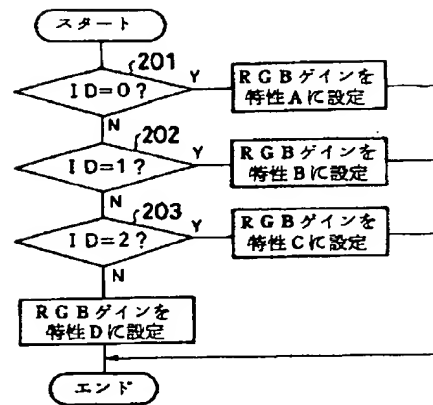 スタート
201
ID=0?
Y
RGBゲインを
特性Aに設定
N
202
ID=1?
Y
RGBゲインを
特性Bに設定
N
203
ID=2?
Y
RGBゲインを
特性Cに設定
N
RGBゲインを
特性Dに設定
エンド